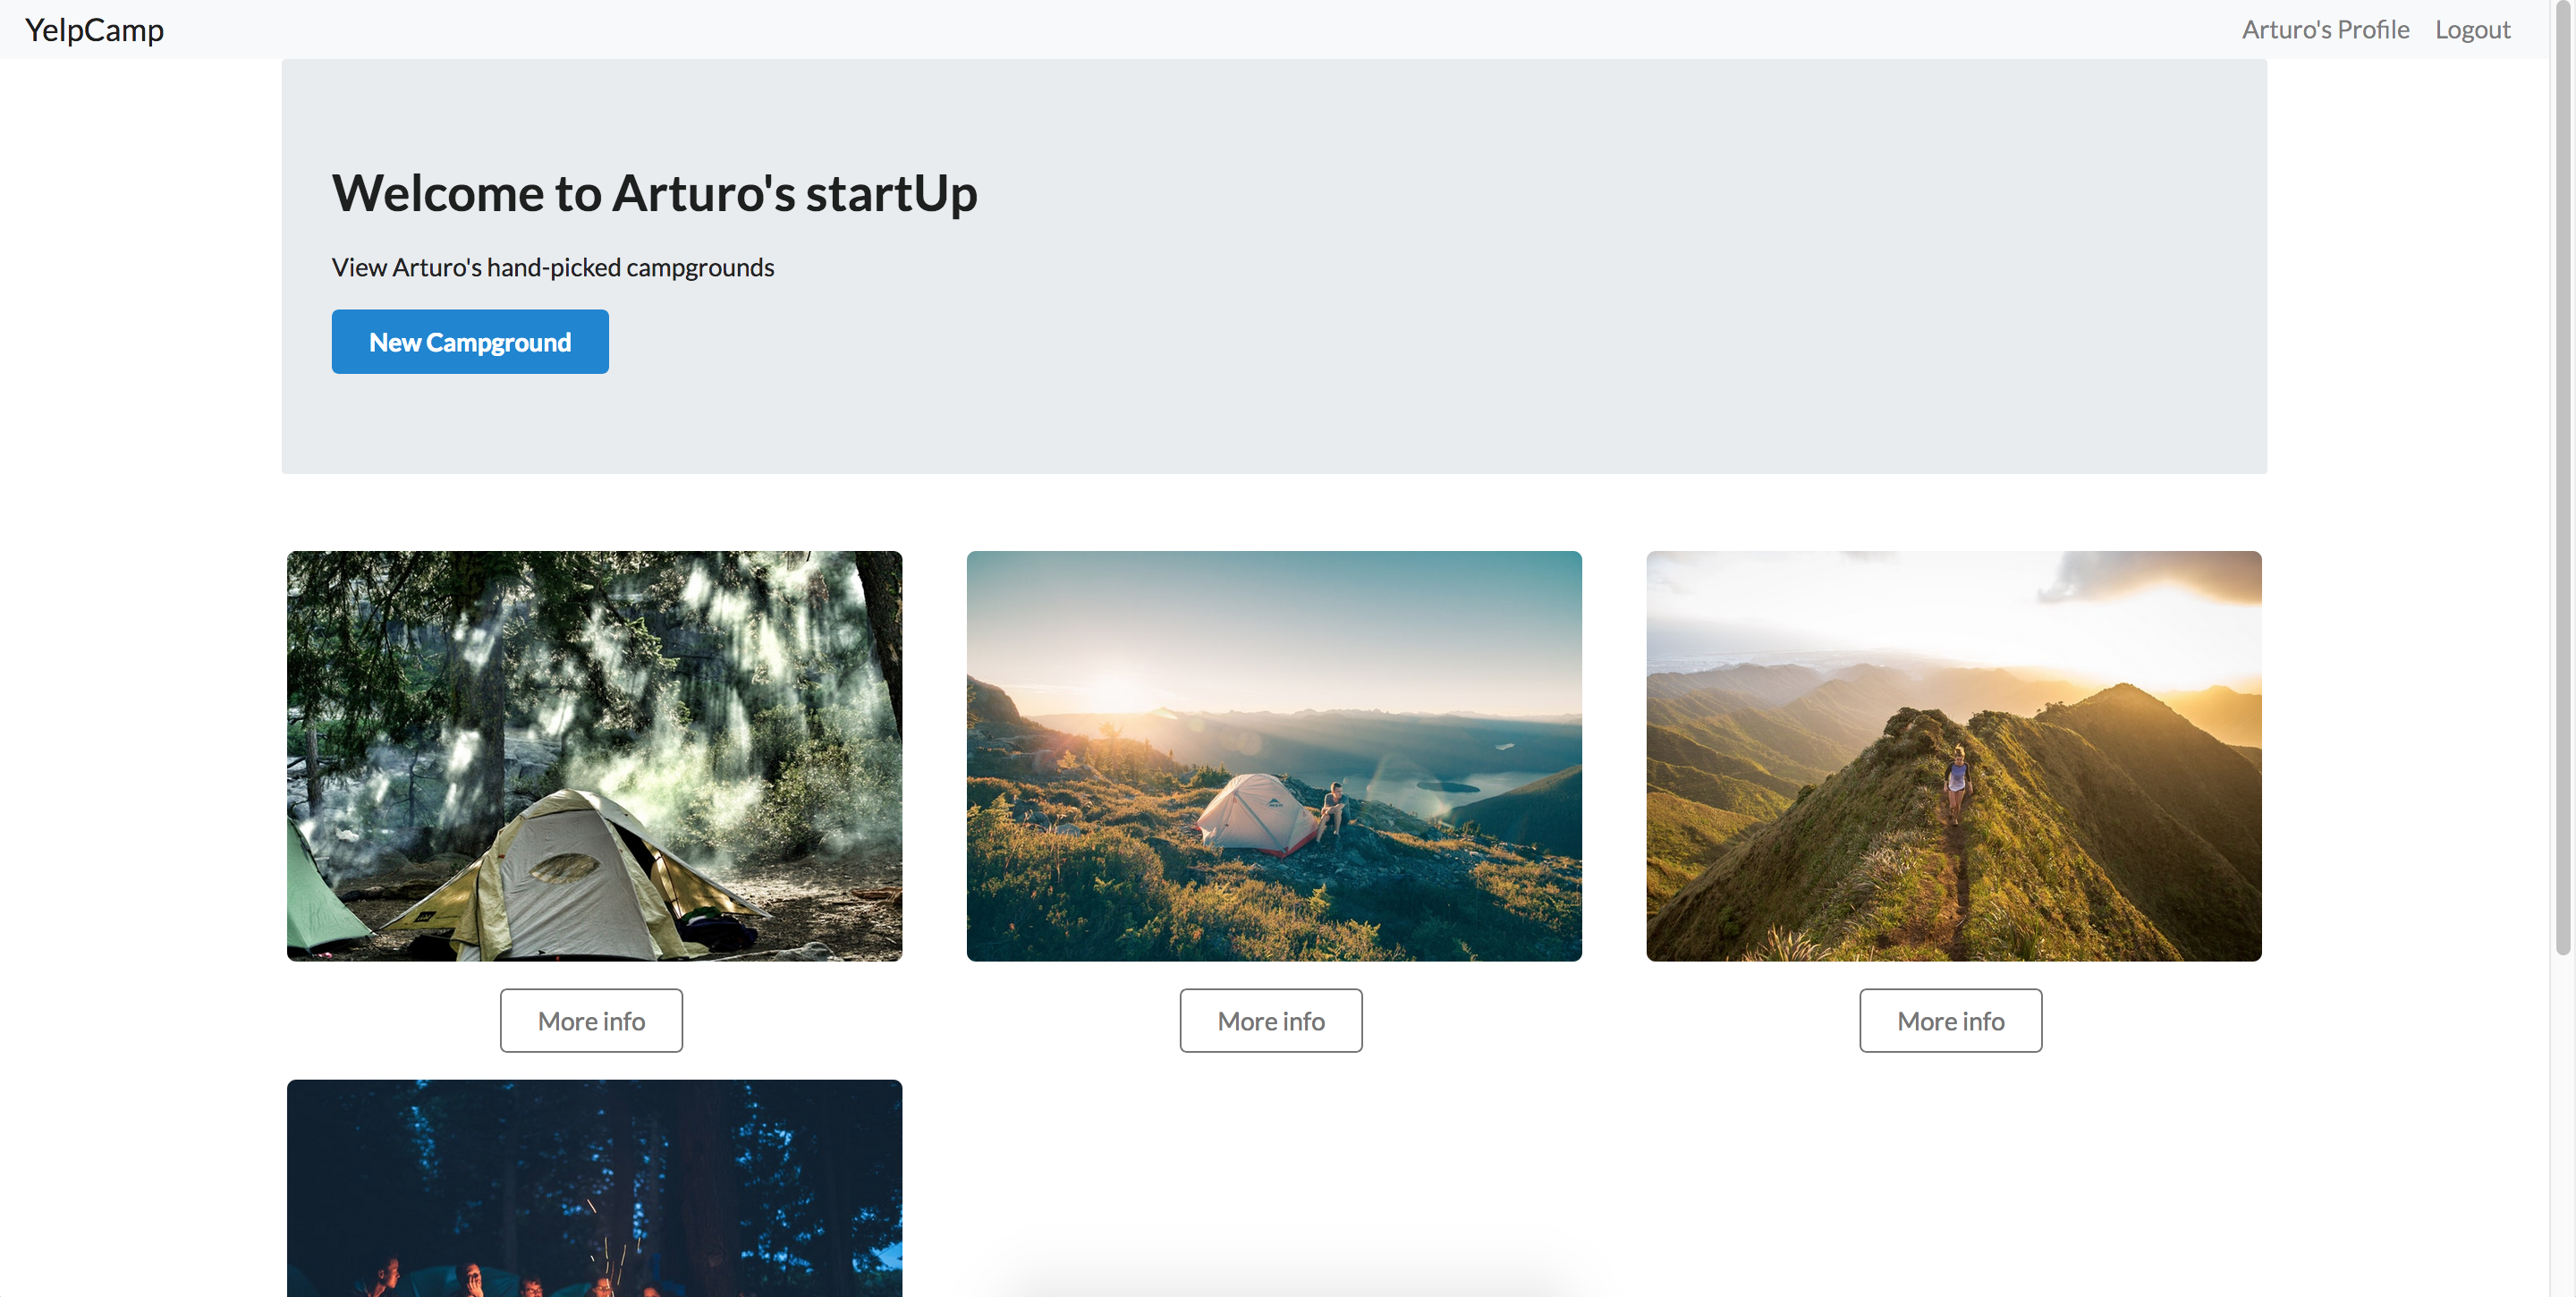 YelpCamp
Arturo's Profile
Logout
Welcome to Arturo's startUp
View Arturo's hand-picked campgrounds
New Campground
More info
More info
More info